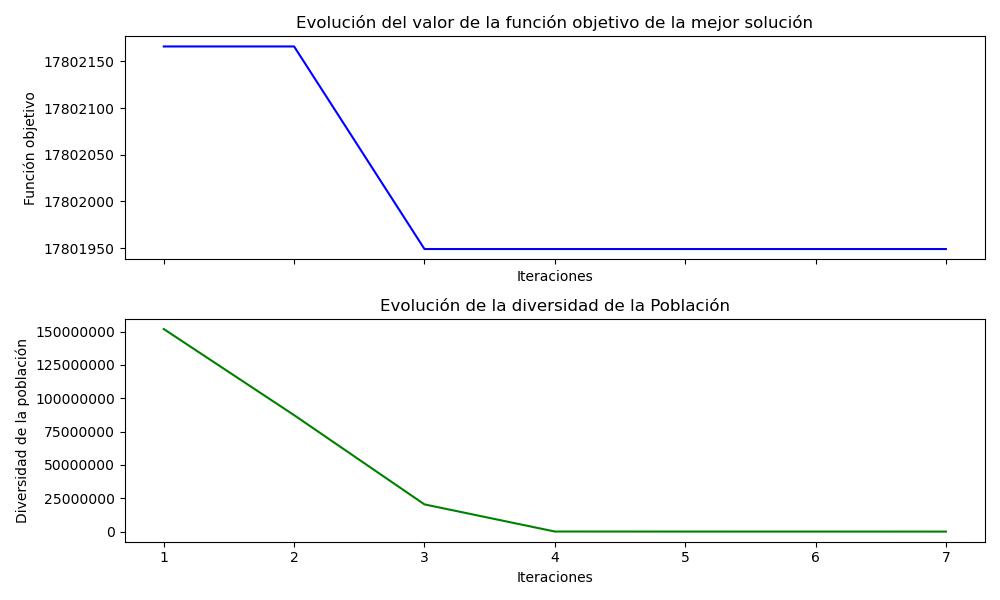 Evolución del valor de la función objetivo de la mejor solución
Función objetivo
17802150
17802100
17802050
17802000
17801950
Iteraciones
Evolución de la diversidad de la Población
Diversidad de la población
150000000
125000000
100000000
75000000
50000000
25000000
0
1 2 3 4 5 6 7
Iteraciones